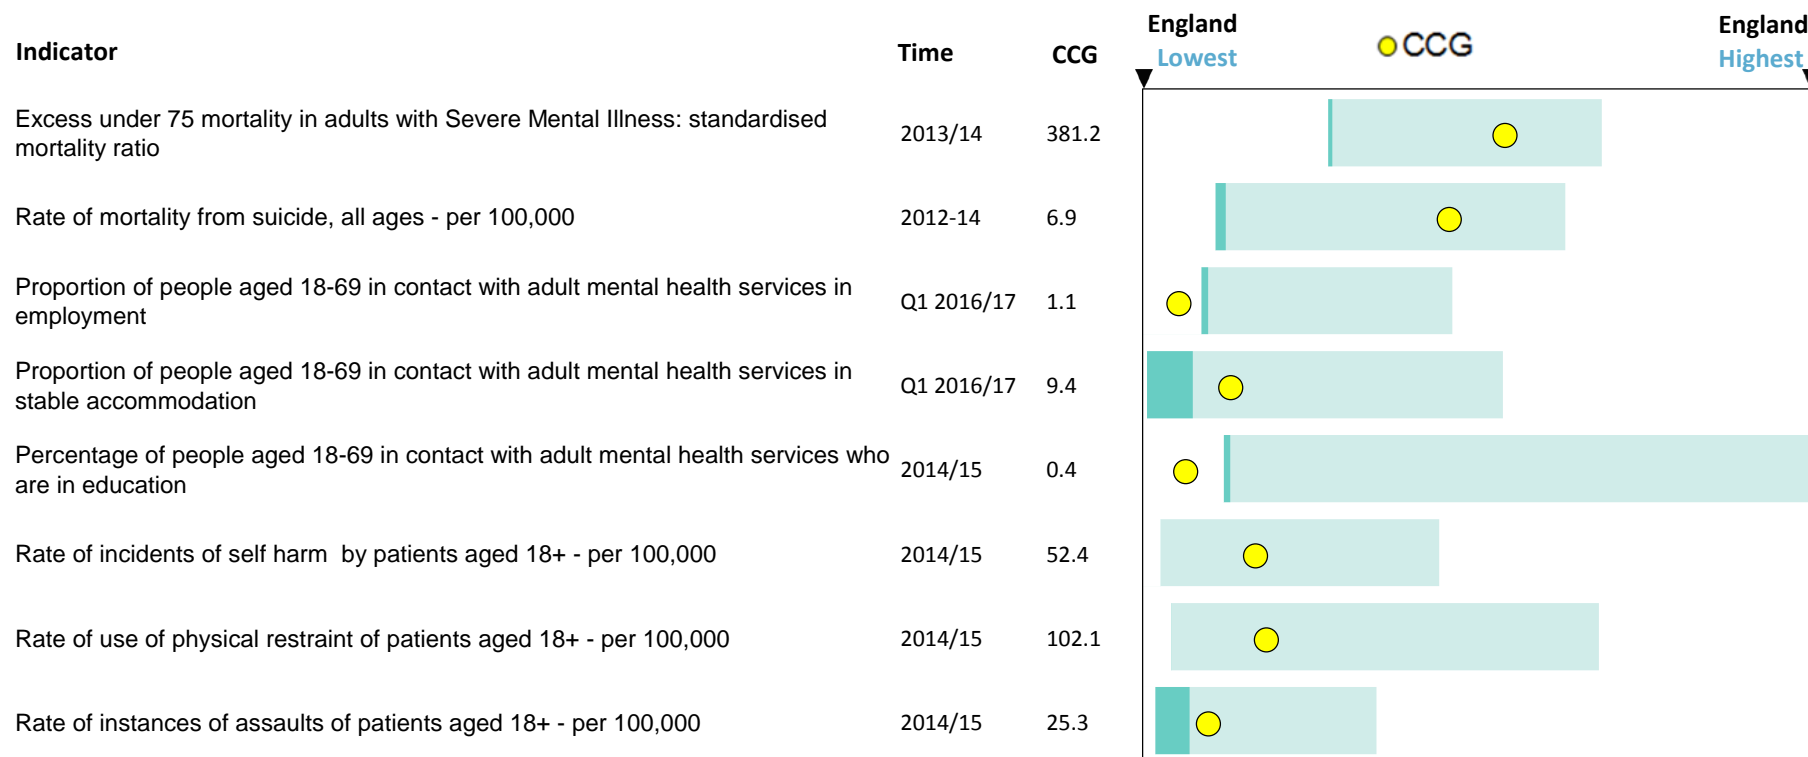 Indicator Time CCG England Lowest CCG England Highest
Excess under 75 mortality in adults with Severe Mental Illness: standardised
mortality ratio
2013/14 381.2
Rate of mortality from suicide, all ages - per 100,000 2012-14 6.9
Proportion of people aged 18-69 in contact with adult mental health services in
employment
Q1 2016/17 1.1
Proportion of people aged 18-69 in contact with adult mental health services in
stable accommodation
Q1 2016/17 9.4
Percentage of people aged 18-69 in contact with adult mental health services who
are in education
2014/15 0.4
Rate of incidents of self harm  by patients aged 18+ - per 100,000 2014/15 52.4
Rate of use of physical restraint of patients aged 18+ - per 100,000 2014/15 102.1
Rate of instances of assaults of patients aged 18+ - per 100,000 2014/15 25.3